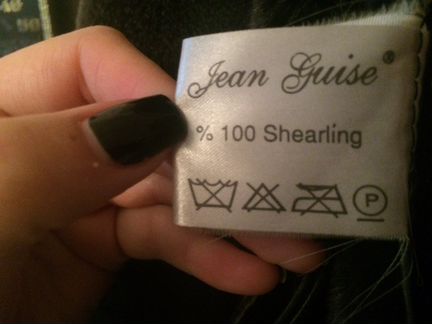 Jean Guise®
% 100 Shearling
P